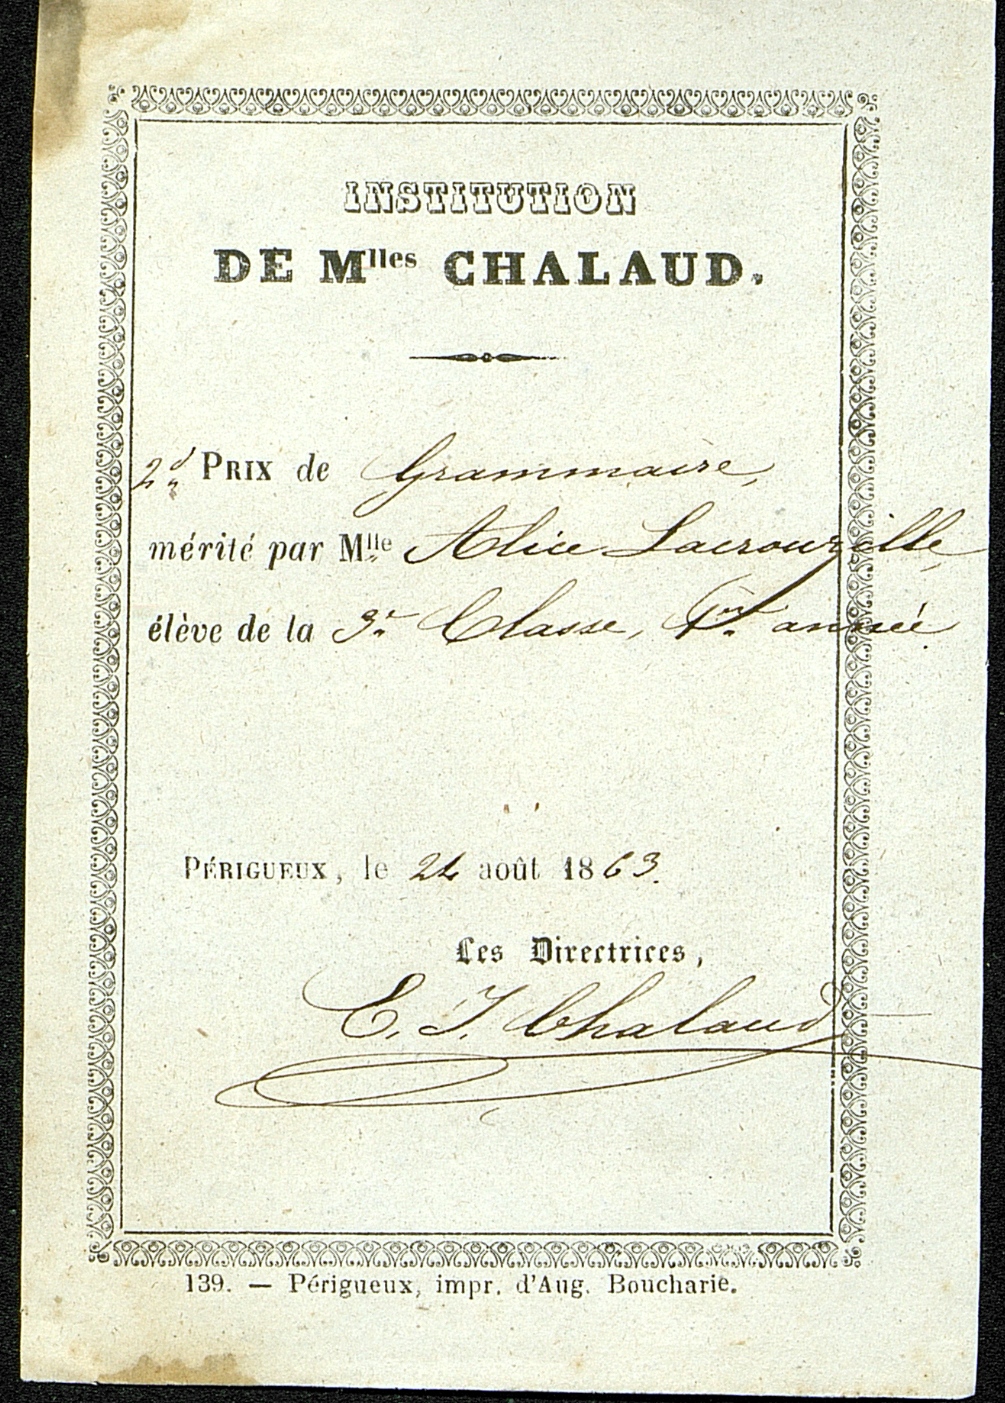 INSTITUTION
DE Mlles CHALAUD.
2d PRIX de Grammaire,
mérité par Mlle Alice Lacrouzille,
élève de la 3e Classe, 1re année.
PÉRIGUEUX, le 24 août 1863.
Les Directrices,
E. J. Chalaud
139. — Périgueux, impr. d'Aug. Boucharie.